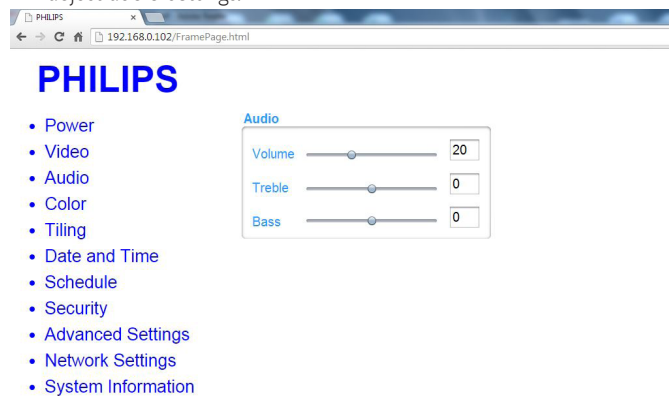 PHILIPS
192.168.0.102/FramePage.html
PHILIPS
• Power
• Video
• Audio
• Color
• Tiling
• Date and Time
• Schedule
• Security
• Advanced Settings
• Network Settings
• System Information
Audio
Volume 20
Treble 0
Bass 0